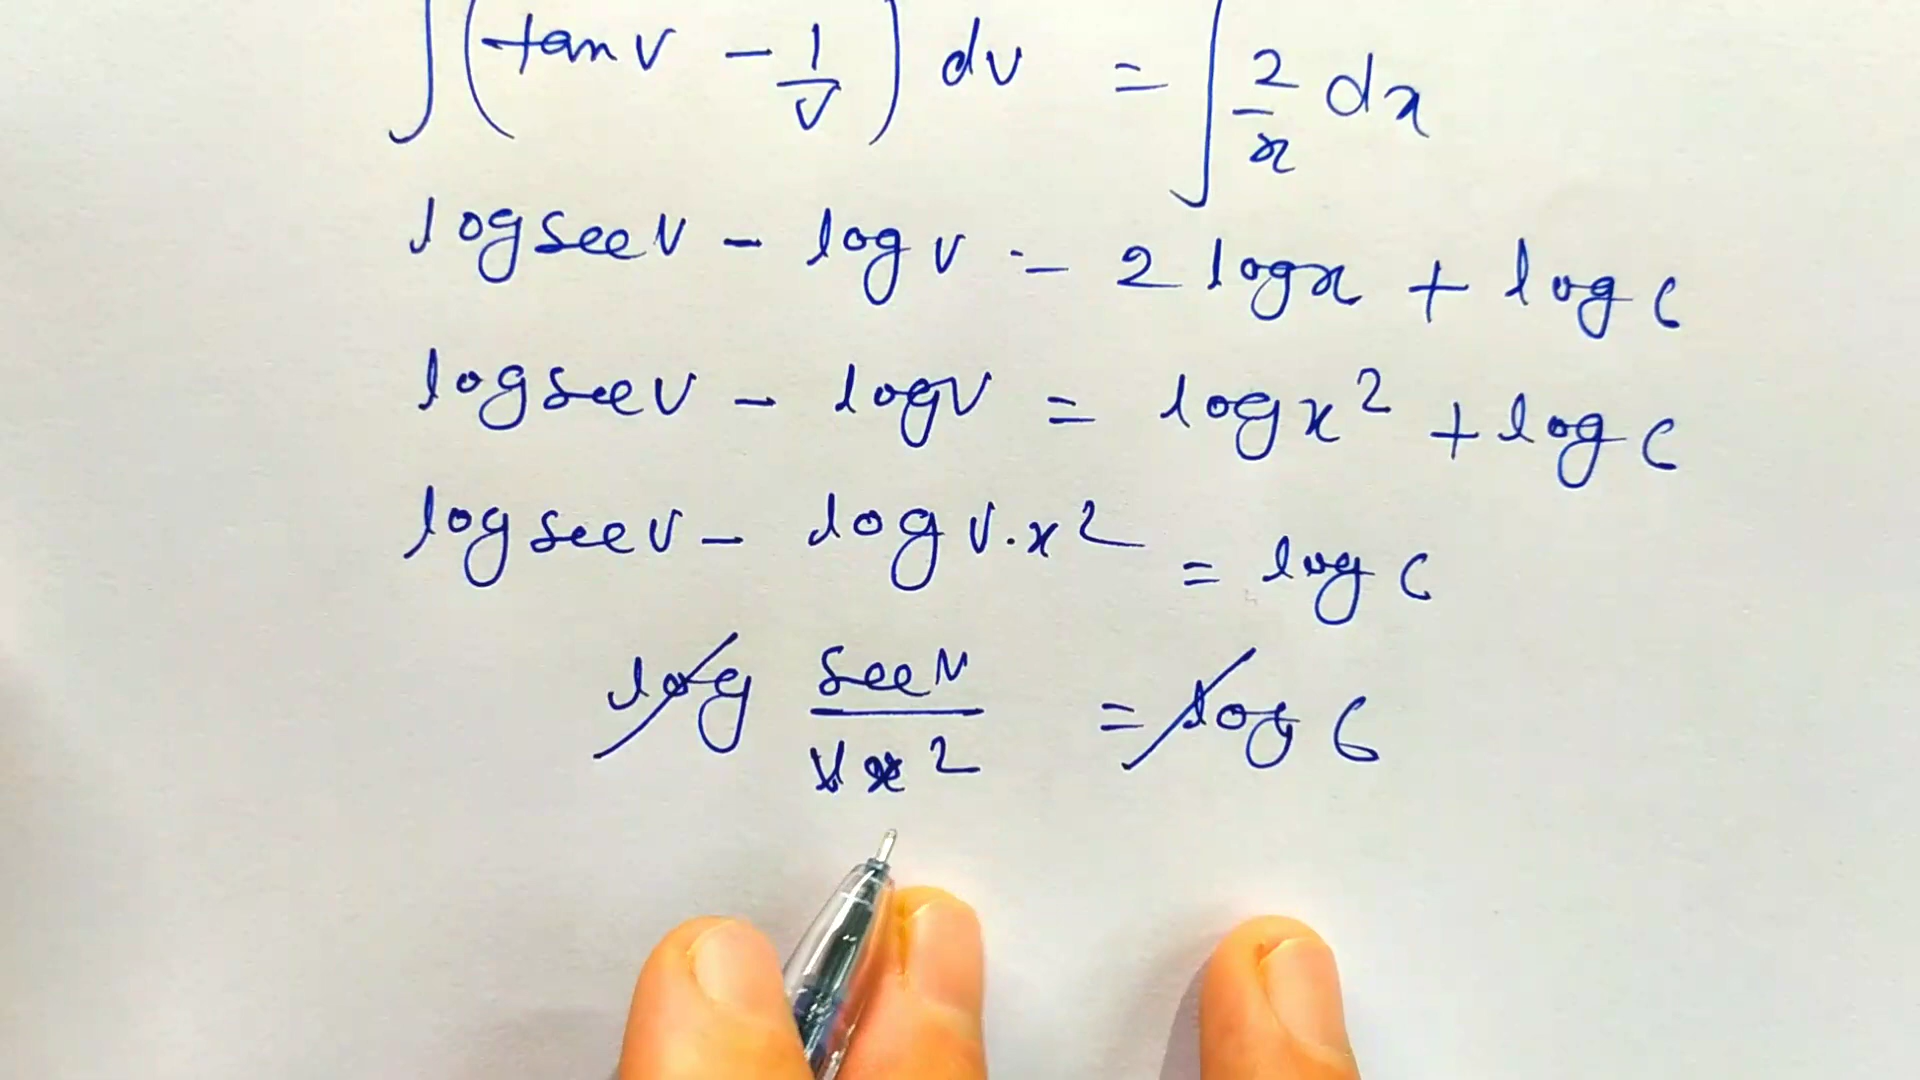 ∫(tan v - 1/v) dv = ∫ 2/x dx
log sec v - log v = 2 log x + log c
log sec v - log v = log x² + log c
log sec v - log v.x² = log c
log sec v / vx² = log c